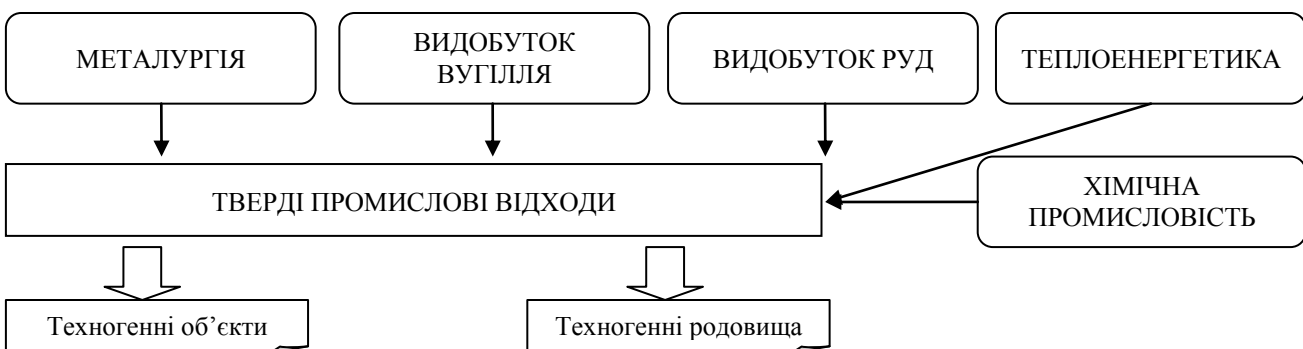 МЕТАЛУРГІЯ
ВИДОБУТОК
ВУГІЛЛЯ
ВИДОБУТОК РУД
ТЕПЛОЕНЕРГЕТИКА
ТВЕРДІ ПРОМИСЛОВІ ВІДХОДИ
ХІМІЧНА
ПРОМИСЛОВІСТЬ
Техногенні об’єкти
Техногенні родовища